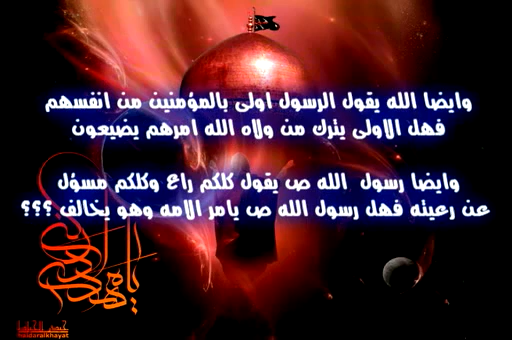 وايضا الله يقول الرسول اولى بالمؤمنين من انفسهم
فهل الاولى يترك من ولاه الله امرهم يضيعون
وايضا رسول الله ص يقول كلكم راع وكلكم مسؤل
عن رعيته فهل رسول الله ص يامر الامه وهو يخالف ؟؟؟
haidaralkhayat